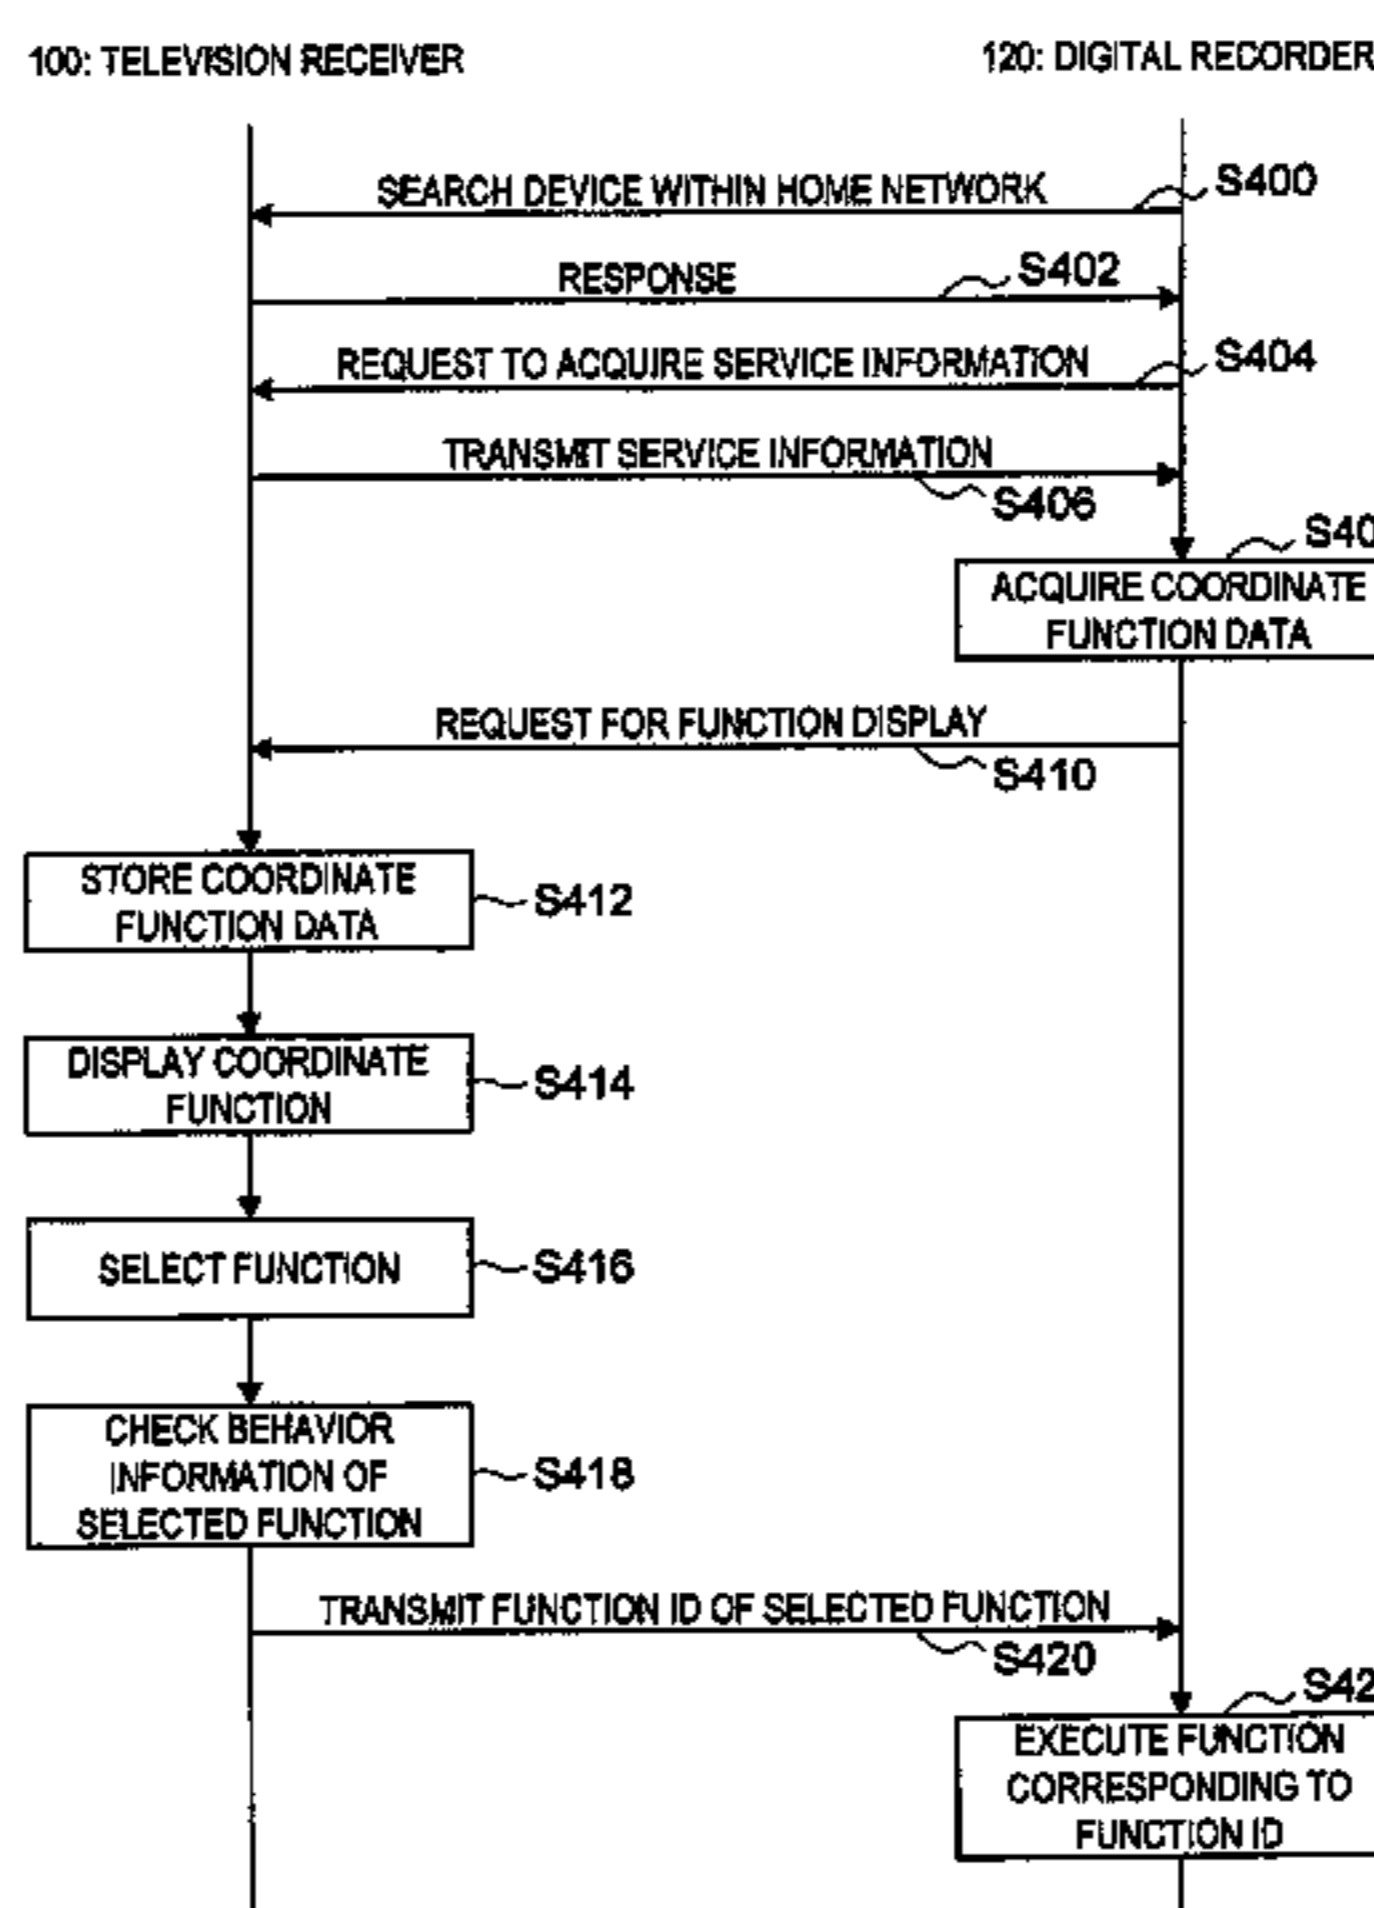 100: TELEVISION RECEIVER
120: DIGITAL RECORDER
SEARCH DEVICE WITHIN HOME NETWORK
S400
RESPONSE
S402
REQUEST TO ACQUIRE SERVICE INFORMATION
S404
TRANSMIT SERVICE INFORMATION
S406
S40
ACQUIRE COORDINATE
FUNCTION DATA
REQUEST FOR FUNCTION DISPLAY
S410
STORE COORDINATE
FUNCTION DATA
S412
DISPLAY COORDINATE
FUNCTION
S414
SELECT FUNCTION
S416
CHECK BEHAVIOR
INFORMATION OF
SELECTED FUNCTION
S418
TRANSMIT FUNCTION ID OF SELECTED FUNCTION
S420
S42
EXECUTE FUNCTION
CORRESPONDING TO
FUNCTION ID